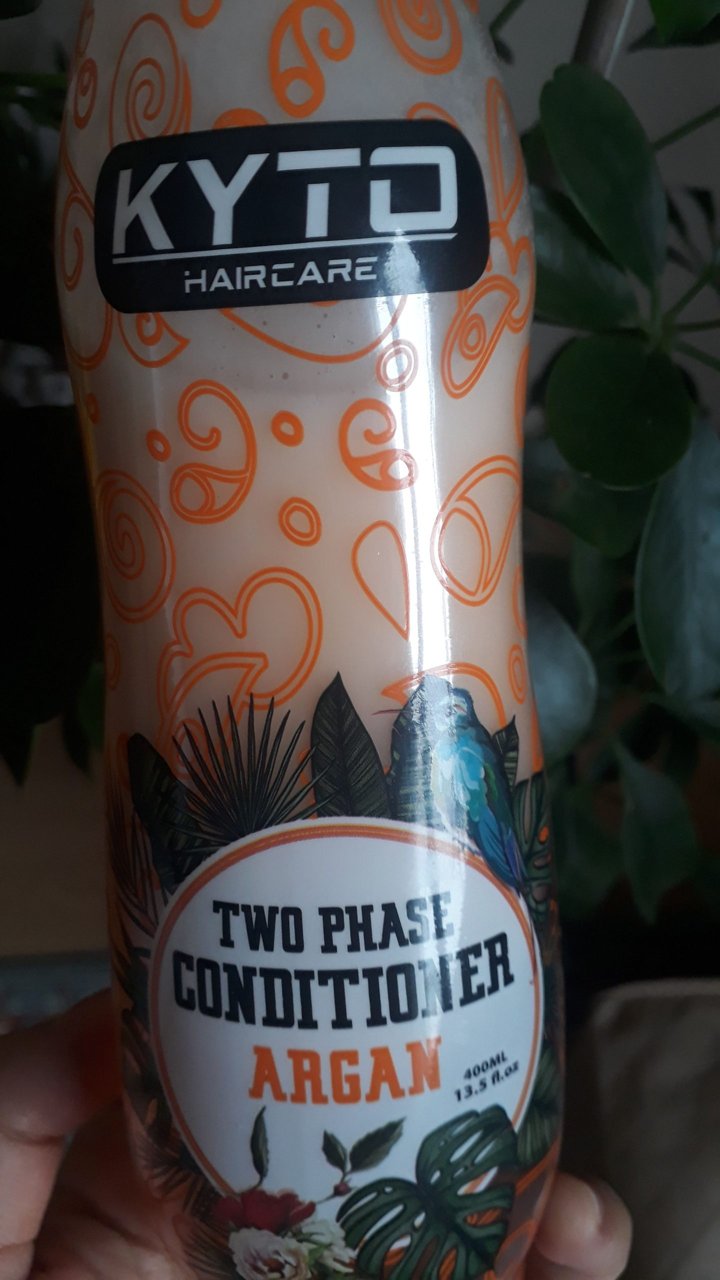 KYTO
HAIRCARE
TWO PHASE
CONDITIONER
ARGAN
400ML
13.5 fl.oz